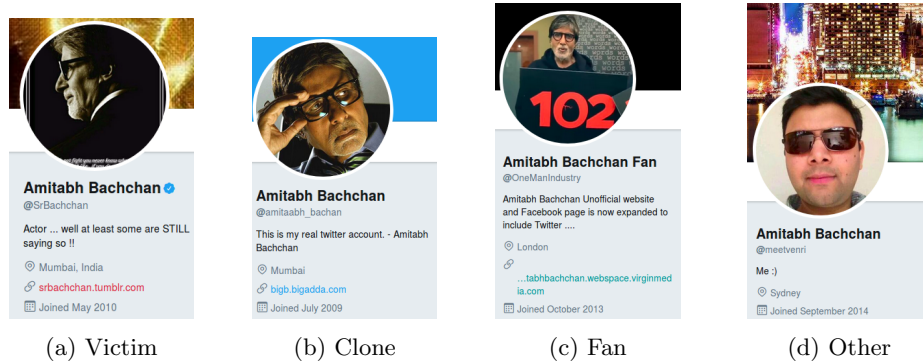 Amitabh Bachchan
@SrBachchan
Actor ... well at least some are STILL
saying so !!
Mumbai, India
srbachchan.tumblr.com
Joined May 2010
(a) Victim
Amitabh Bachchan
@amitaabh_bachan
This is my real twitter account. - Amitabh
Bachchan
Mumbai
bigb.bigadda.com
Joined July 2009
(b) Clone
102
Amitabh Bachchan Fan
@OneManIndustry
Amitabh Bachchan Unofficial website
and Facebook page is now expanded to
include Twitter ....
London
...tabhbachchan.webspace.virginmed
ia.com
Joined October 2013
(c) Fan
Amitabh Bachchan
@meetvenri
Me :)
Sydney
Joined September 2014
(d) Other